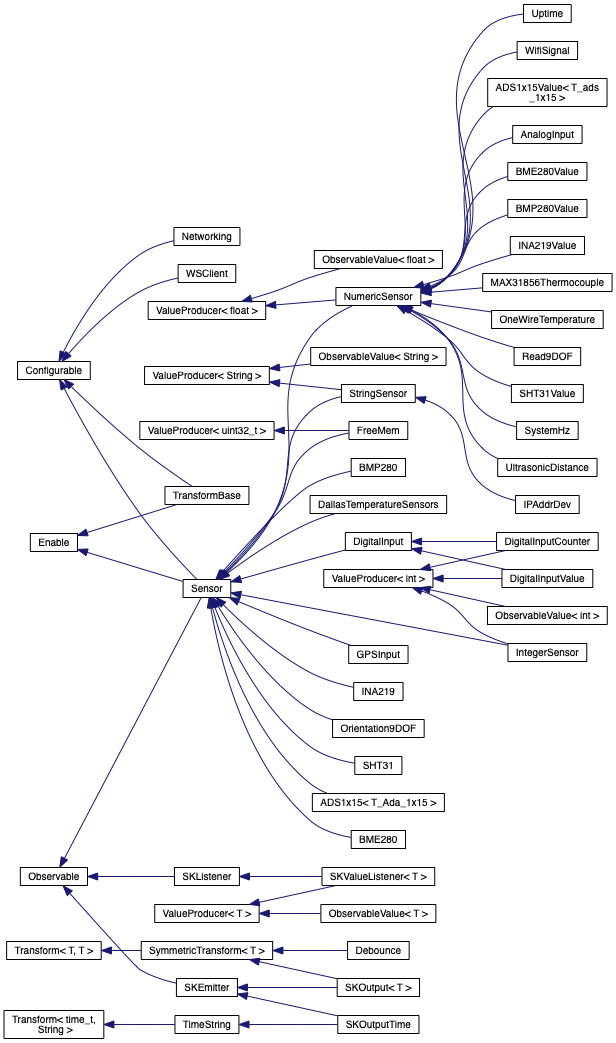 Uptime
WifiSignal
ADS1x15Value< T_ads
_1x15 >
AnalogInput
BME280Value
BMP280Value
Networking
INA219Value
ObservableValue< float >
WSClient
MAX31856Thermocouple
NumericSensor
ValueProducer< float >
OneWireTemperature
ObservableValue< String >
Read9DOF
Configurable
ValueProducer< String >
StringSensor
SHT31Value
ValueProducer< uint32_t >
FreeMem
SystemHz
BMP280
UltrasonicDistance
TransformBase
DallasTemperatureSensors
IPAddrDev
Enable
DigitalInput
DigitalInputCounter
ValueProducer< int >
DigitalInputValue
Sensor
ObservableValue< int >
GPSInput
IntegerSensor
INA219
Orientation9DOF
SHT31
ADS1x15< T_Ada_1x15 >
BME280
Observable
SKListener
SKValueListener< T >
ValueProducer< T >
ObservableValue< T >
Transform< T, T >
SymmetricTransform< T >
Debounce
SKEmitter
SKOutput< T >
Transform< time_t,
String >
TimeString
SKOutputTime